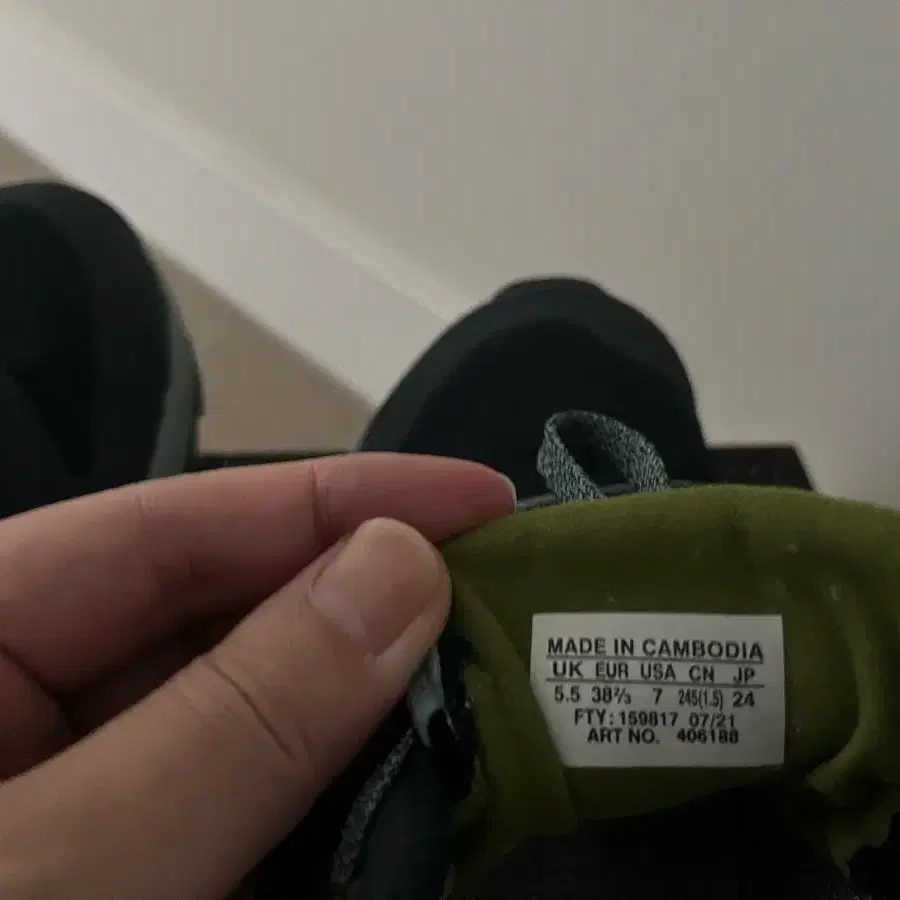 MADE IN CAMBODIA
UK EUR USA CN JP
5.5 38⅔ 7 245(1.5) 24
FTY: 159817 07/21
ART NO. 406188